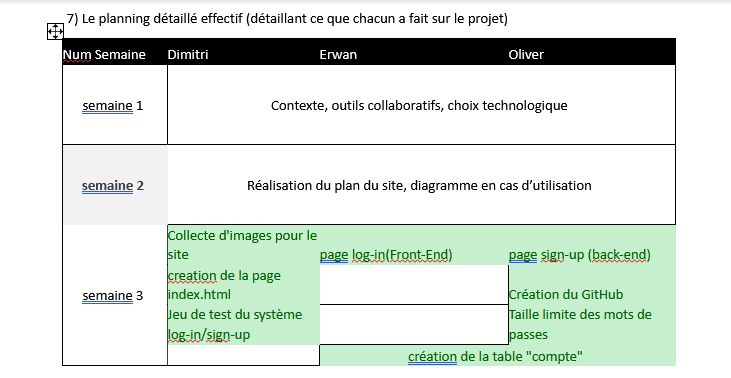 7) Le planning détaillé effectif (détaillant ce que chacun a fait sur le projet)
Num Semaine Dimitri Erwan Oliver
semaine 1 Contexte, outils collaboratifs, choix technologique
semaine 2 Réalisation du plan du site, diagramme en cas d’utilisation
semaine 3
Collecte d'images pour le
site
page log-in(Front-End)
page sign-up (back-end)
creation de la page
index.html
Création du GitHub
Jeu de test du système
log-in/sign-up
Taille limite des mots de
passes
création de la table "compte"